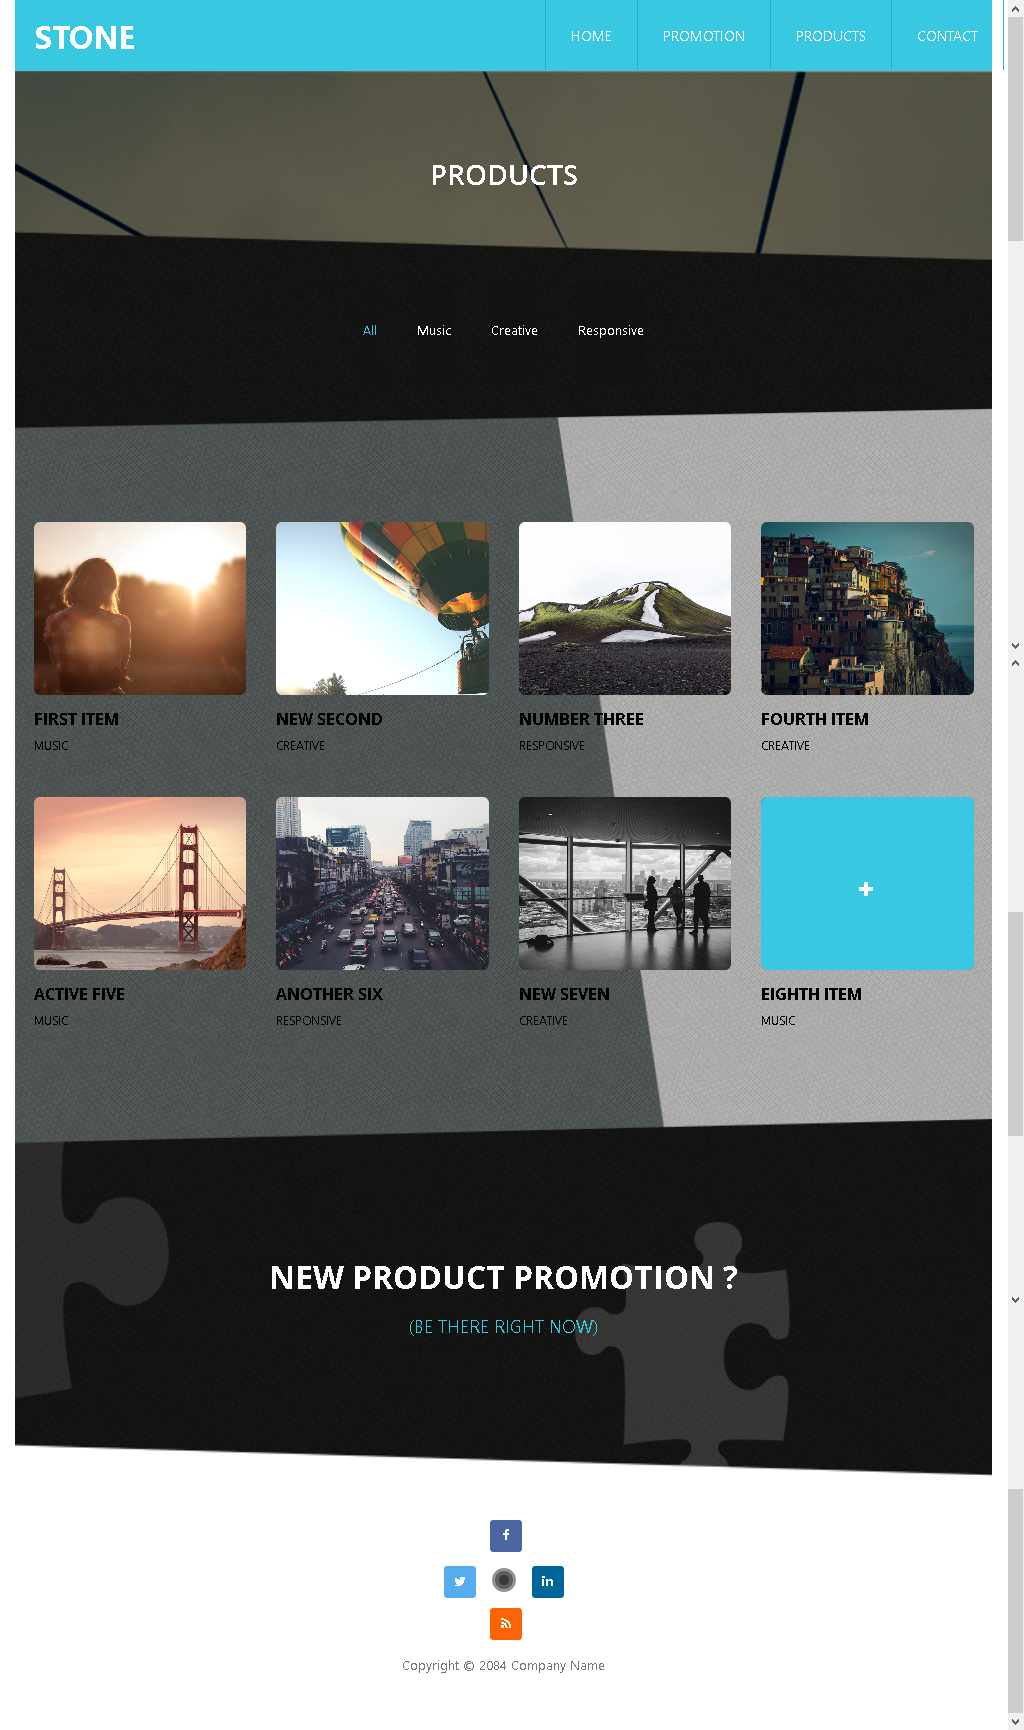 STONE
HOME PROMOTION PRODUCTS CONTACT
PRODUCTS
All Music Creative Responsive
FIRST ITEM
MUSIC
NEW SECOND
CREATIVE
NUMBER THREE
RESPONSIVE
FOURTH ITEM
CREATIVE
ACTIVE FIVE
MUSIC
ANOTHER SIX
RESPONSIVE
NEW SEVEN
CREATIVE
EIGHTH ITEM
MUSIC
NEW PRODUCT PROMOTION ?
(BE THERE RIGHT NOW)
Copyright © 2084 Company Name